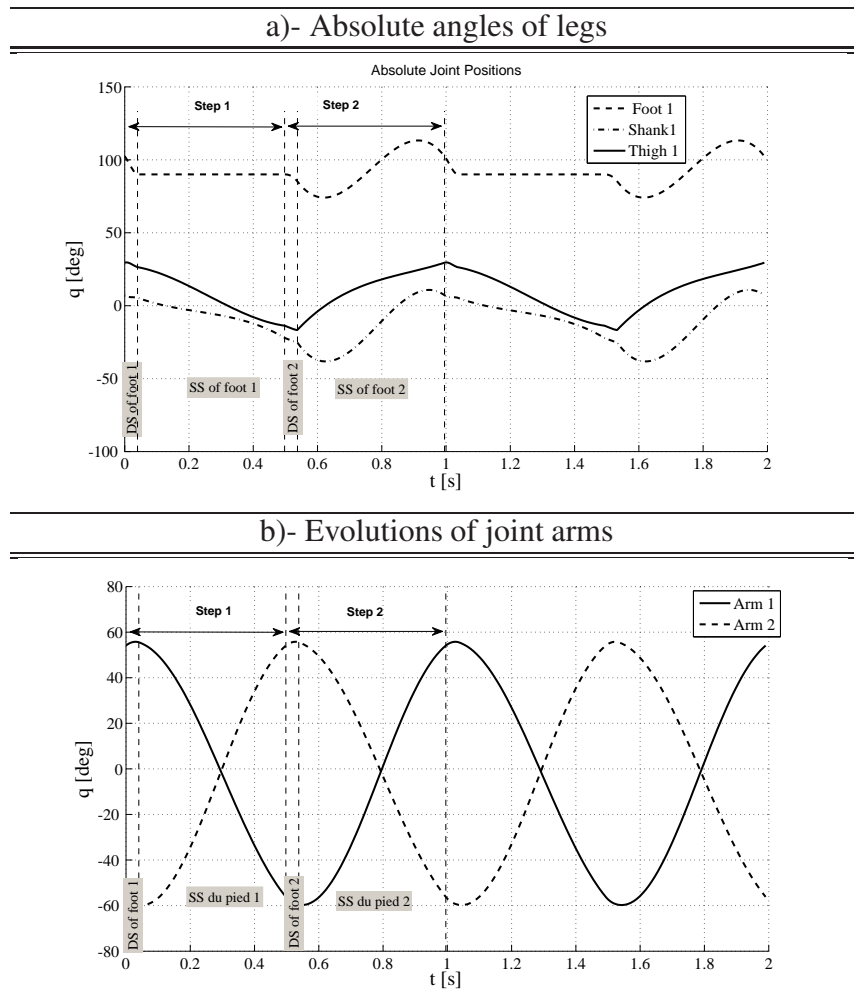 a)- Absolute angles of legs
Absolute Joint Positions
150
100
50
0
-50
-100
q [deg]
Step 1
Step 2
Foot 1
Shank1
Thigh 1
DS of foot 1
SS of foot 1
DS of foot 2
SS of foot 2
0 0.2 0.4 0.6 0.8 1 1.2 1.4 1.6 1.8 2
t [s]
b)- Evolutions of joint arms
80
60
40
20
0
-20
-40
-60
-80
q [deg]
Step 1
Step 2
Arm 1
Arm 2
DS of foot 1
SS du pied 1
DS of foot 2
SS du pied 2
0 0.2 0.4 0.6 0.8 1 1.2 1.4 1.6 1.8 2
t [s]